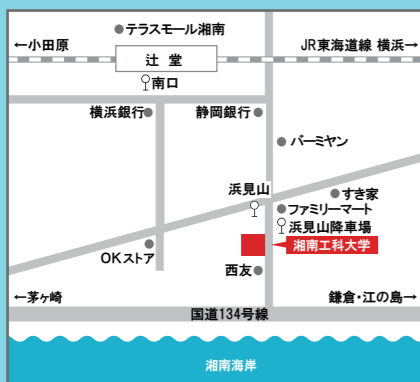 テラスモール湘南
←小田原
JR東海道線 横浜→
辻 堂
南口
横浜銀行
静岡銀行
バーミヤン
浜見山
すき家
ファミリーマート
浜見山降車場
湘南工科大学
OKストア
西友
←茅ヶ崎
鎌倉・江の島→
国道134号線
湘南海岸